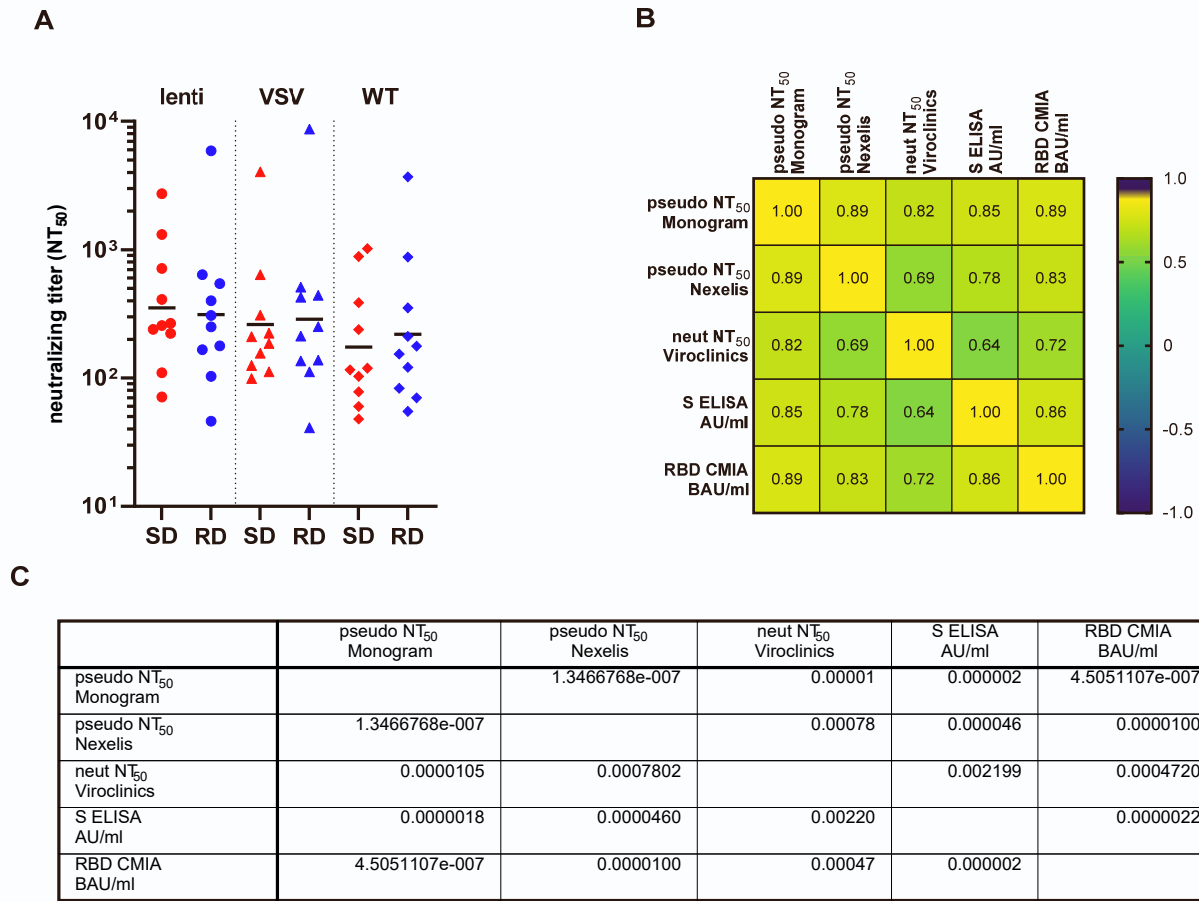 A
B
lenti VSV WT
neutralizing titer (NT50)
10^4
10^3
10^2
10^1
SD RD SD RD SD RD
pseudo NT50
Monogram
pseudo NT50
Nexelis
neut NT50
Viroclinics
S ELISA
AU/ml
RBD CMIA
BAU/ml
pseudo NT50
Monogram
1.00 0.89 0.82 0.85 0.89
pseudo NT50
Nexelis
0.89 1.00 0.69 0.78 0.83
neut NT50
Viroclinics
0.82 0.69 1.00 0.64 0.72
S ELISA
AU/ml
0.85 0.78 0.64 1.00 0.86
RBD CMIA
BAU/ml
0.89 0.83 0.72 0.86 1.00
1.0
0.5
0
-0.5
-1.0
C
pseudo NT50 pseudo NT50 neut NT50 S ELISA RBD CMIA
Monogram Nexelis Viroclinics AU/ml BAU/ml
pseudo NT50 1.3466768e-007 0.00001 0.000002 4.5051107e-007
Monogram
pseudo NT50 1.3466768e-007 0.00078 0.000046 0.0000100
Nexelis
neut NT50 0.0000105 0.0007802 0.002199 0.0004720
Viroclinics
S ELISA 0.0000018 0.0000460 0.00220 0.0000022
AU/ml
RBD CMIA 4.5051107e-007 0.0000100 0.00047 0.000002
BAU/ml